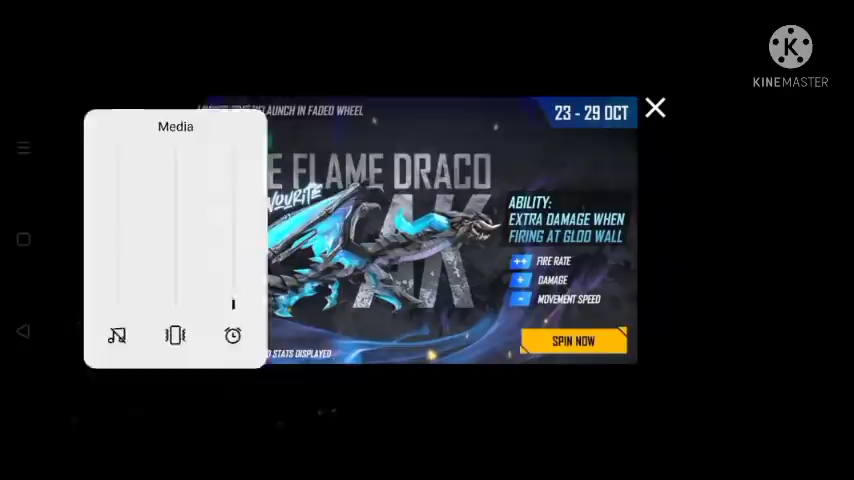 KINEMASTER
Media
LAUNCH IN FADED WHEEL
23 - 29 OCT
E FLAME DRACO
AK
ABILITY:
EXTRA DAMAGE WHEN
FIRING AT GLOO WALL
++ FIRE RATE
+ DAMAGE
- MOVEMENT SPEED
SPIN NOW
STATS DISPLAYED